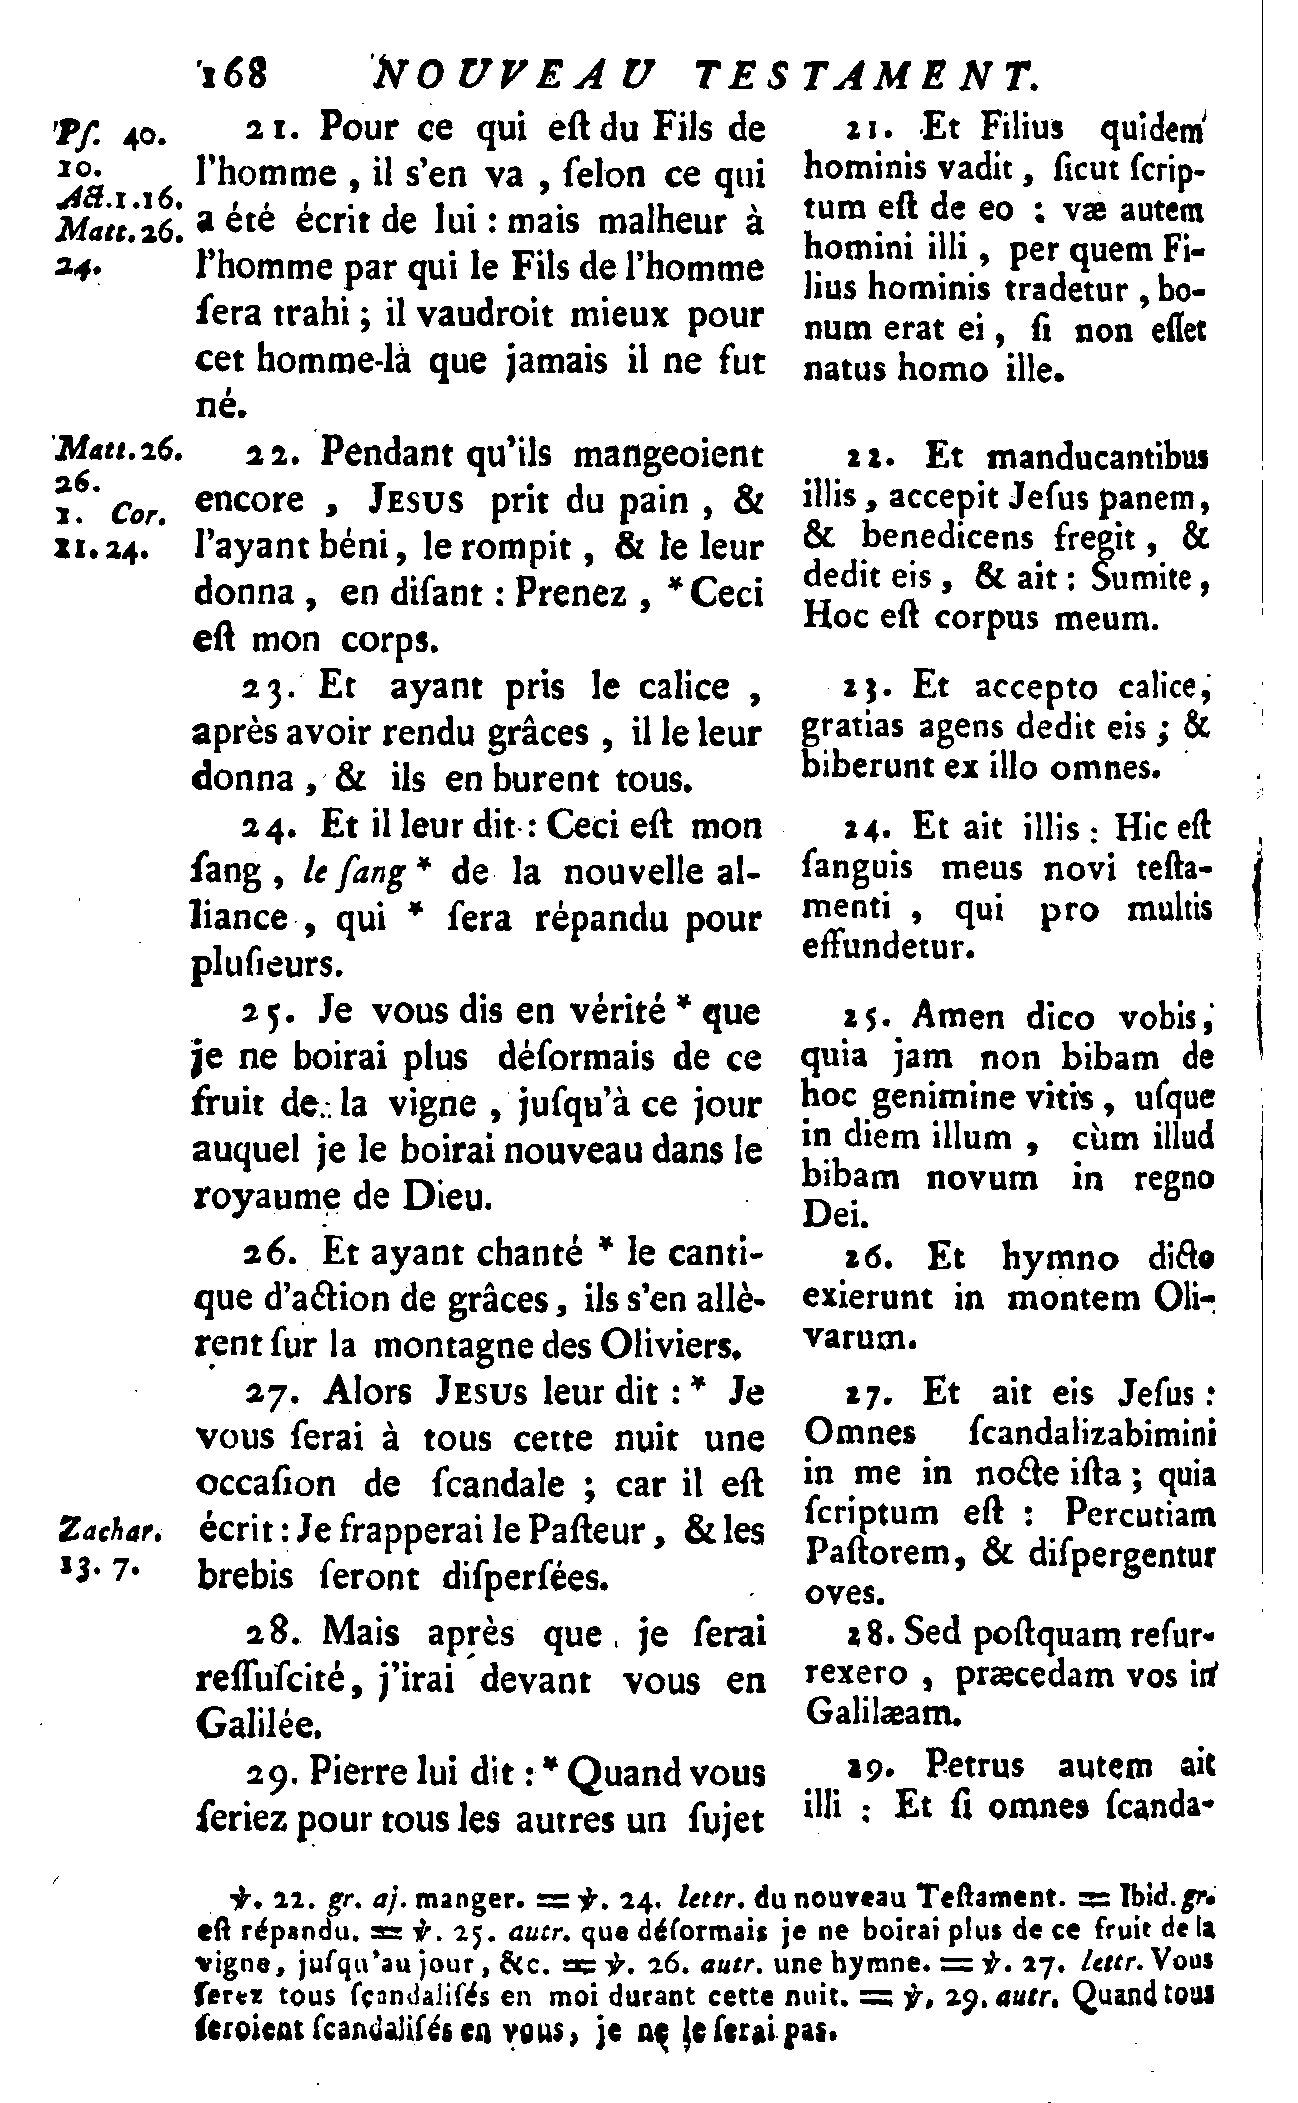 168 NOUVEAU TESTAMENT.
Pſ. 40.
10.
Act.1.16.
Matt.26.
24.
21. Pour ce qui eſt du Fils de
l'homme , il s'en va , ſelon ce qui
a été écrit de lui : mais malheur à
l'homme par qui le Fils de l'homme
ſera trahi ; il vaudroit mieux pour
cet homme-là que jamais il ne fut
né.
Matt.26.
26.
1. Cor.
11.24.
22. Pendant qu'ils mangeoient
encore , JESUS prit du pain , &
l'ayant béni, le rompit , & le leur
donna , en diſant : Prenez , * Ceci
eſt mon corps.
23. Et ayant pris le calice ,
après avoir rendu grâces , il le leur
donna , & ils en burent tous.
24. Et il leur dit : Ceci eſt mon
ſang , le ſang * de la nouvelle al-
liance , qui * ſera répandu pour
pluſieurs.
25. Je vous dis en vérité * que
je ne boirai plus déſormais de ce
fruit de la vigne , juſqu'à ce jour
auquel je le boirai nouveau dans le
royaume de Dieu.
26. Et ayant chanté * le canti-
que d'action de grâces, ils s'en allè-
rent ſur la montagne des Oliviers.
27. Alors JESUS leur dit : * Je
vous ſerai à tous cette nuit une
occaſion de ſcandale ; car il eſt
Zachar.
13. 7.
écrit : Je frapperai le Paſteur , & les
brebis ſeront diſperſées.
28. Mais après que je ſerai
reſſuſcité, j'irai devant vous en
Galilée.
29. Pierre lui dit : * Quand vous
ſeriez pour tous les autres un ſujet
21. Et Filius quidem
hominis vadit , ſicut ſcrip-
tum eſt de eo : væ autem
homini illi , per quem Fi-
lius hominis tradetur , bo-
num erat ei , ſi non eſſet
natus homo ille.
22. Et manducantibus
illis , accepit Jeſus panem,
& benedicens fregit , &
dedit eis , & ait : Sumite ,
Hoc eſt corpus meum.
23. Et accepto calice,
gratias agens dedit eis ; &
biberunt ex illo omnes.
24. Et ait illis : Hic eſt
ſanguis meus novi teſta-
menti , qui pro multis
effundetur.
25. Amen dico vobis,
quia jam non bibam de
hoc genimine vitis , uſque
in diem illum , cùm illud
bibam novum in regno
Dei.
26. Et hymno dicto
exierunt in montem Oli-
varum.
27. Et ait eis Jeſus :
Omnes ſcandalizabimini
in me in nocte iſta ; quia
ſcriptum eſt : Percutiam
Paſtorem, & diſpergentur
oves.
28. Sed poſtquam reſur-
rexero , præcedam vos in
Galilæam.
29. Petrus autem ait
illi : Et ſi omnes ſcanda-
℣. 22. gr. aj. manger. = ℣. 24. lettr. du nouveau Teſtament. = Ibid. gr.
eſt répandu. = ℣. 25. autr. que déſormais je ne boirai plus de ce fruit de la
vigne, juſqu'au jour, &c. = ℣. 26. autr. une hymne. = ℣. 27. lettr. Vous
ſerez tous ſcandaliſés en moi durant cette nuit. = ℣. 29. autr. Quand tous
ſeroient ſcandaliſés en vous, je ne le ſerai pas.